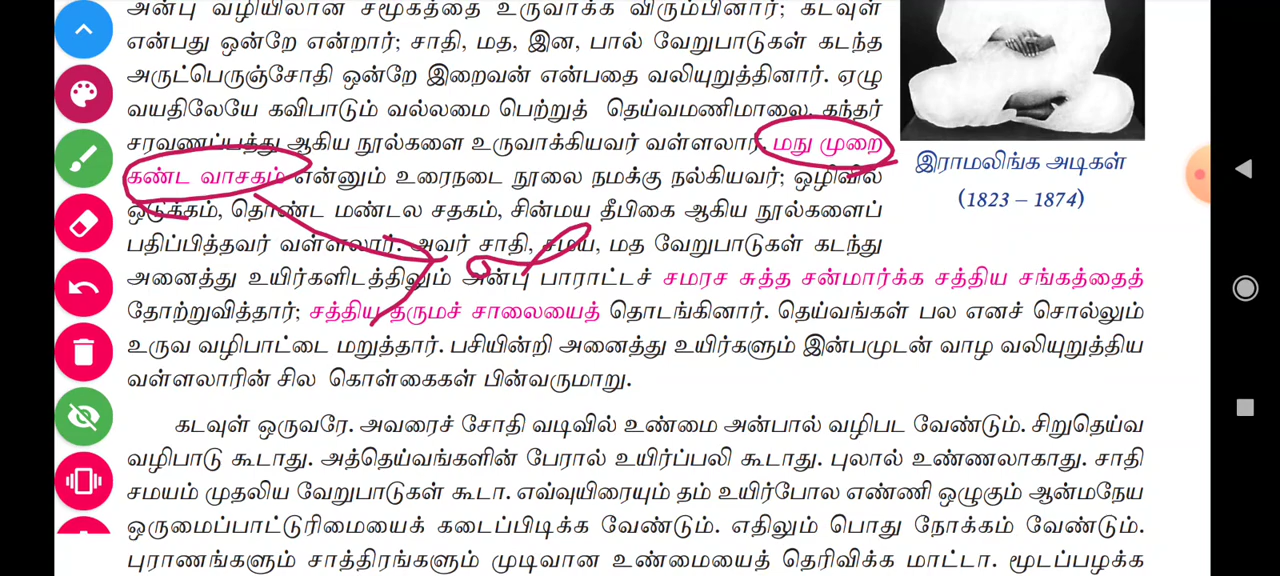 அன்பு வழியிலான சமூகத்தை உருவாக்க விரும்பினார்; கடவுள்
என்பது ஒன்றே என்றார்; சாதி, மத, இன, பால் வேறுபாடுகள் கடந்த
அருட்பெருஞ்சோதி ஒன்றே இறைவன் என்பதை வலியுறுத்தினார். ஏழு
வயதிலேயே கவிபாடும் வல்லமை பெற்றுத் தெய்வமணிமாலை, கந்தர்
சரவணப்பத்து ஆகிய நூல்களை உருவாக்கியவர் வள்ளலார். மநு முறை
கண்ட வாசகம் என்னும் உரைநடை நூலை நமக்கு நல்கியவர்; ஒழிவில்
ஒடுக்கம், தொண்ட மண்டல சதகம், சின்மய தீபிகை ஆகிய நூல்களைப்
பதிப்பித்தவர் வள்ளலார். அவர் சாதி, சமய, மத வேறுபாடுகள் கடந்து
அனைத்து உயிர்களிடத்திலும் அன்பு பாராட்டச் சமரச சுத்த சன்மார்க்க சத்திய சங்கத்தைத்
தோற்றுவித்தார்; சத்திய தருமச் சாலையைத் தொடங்கினார். தெய்வங்கள் பல எனச் சொல்லும்
உருவ வழிபாட்டை மறுத்தார். பசியின்றி அனைத்து உயிர்களும் இன்பமுடன் வாழ வலியுறுத்திய
வள்ளலாரின் சில கொள்கைகள் பின்வருமாறு.
கடவுள் ஒருவரே. அவரைச் சோதி வடிவில் உண்மை அன்பால் வழிபட வேண்டும். சிறுதெய்வ
வழிபாடு கூடாது. அத்தெய்வங்களின் பேரால் உயிர்ப்பலி கூடாது. புலால் உண்ணலாகாது. சாதி
சமயம் முதலிய வேறுபாடுகள் கூடா. எவ்வுயிரையும் தம் உயிர்போல எண்ணி ஒழுகும் ஆன்மநேய
ஒருமைப்பாட்டுரிமையைக் கடைப்பிடிக்க வேண்டும். எதிலும் பொது நோக்கம் வேண்டும்.
புராணங்களும் சாத்திரங்களும் முடிவான உண்மையைத் தெரிவிக்க மாட்டா. மூடப்பழக்க
இராமலிங்க அடிகள்
(1823 – 1874)